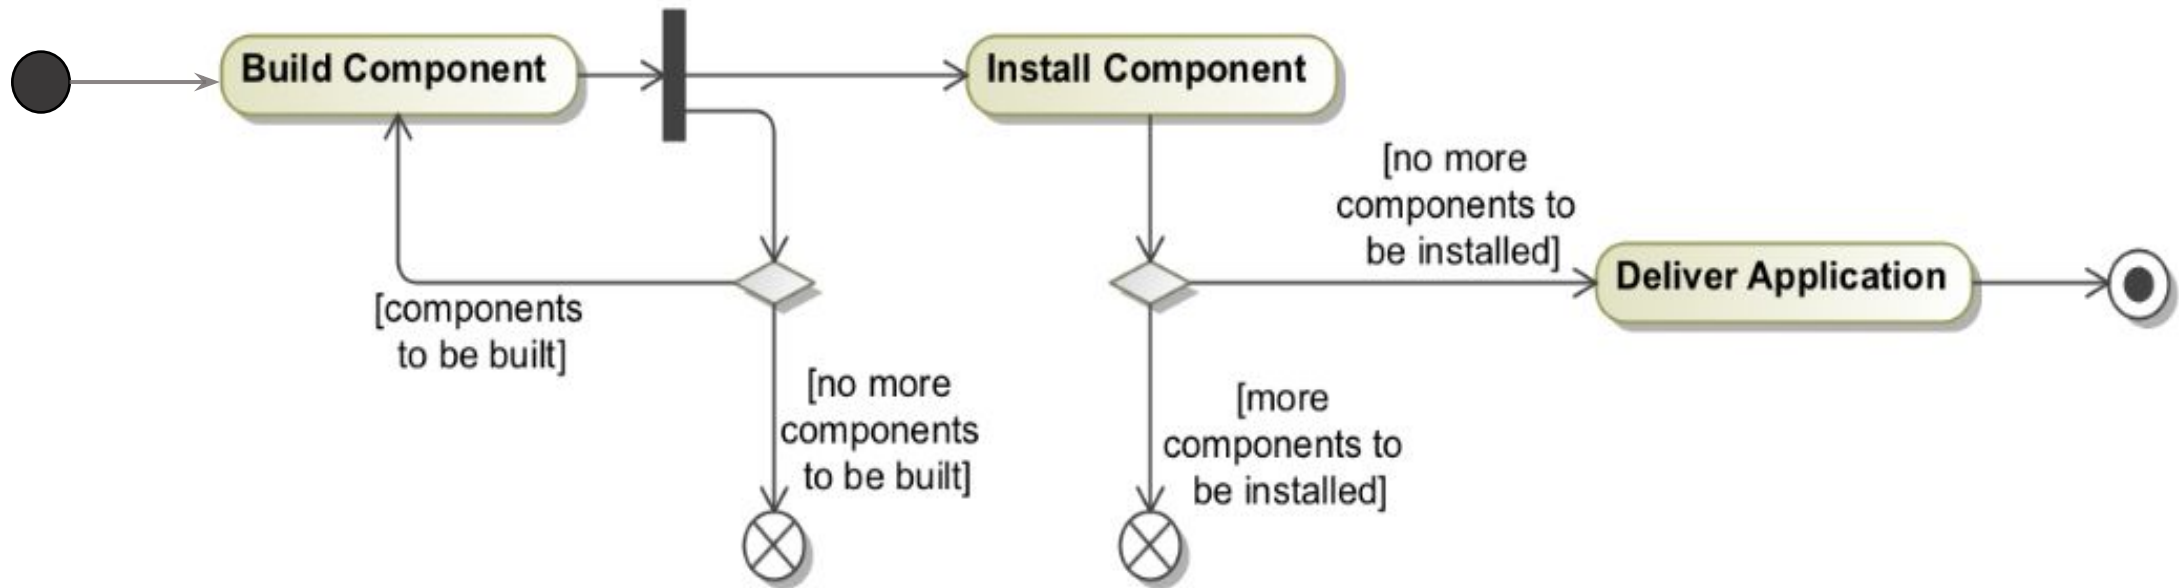 Build Component
Install Component
[no more
components to
be installed]
Deliver Application
[components
to be built]
[no more
components
to be built]
[more
components to
be installed]